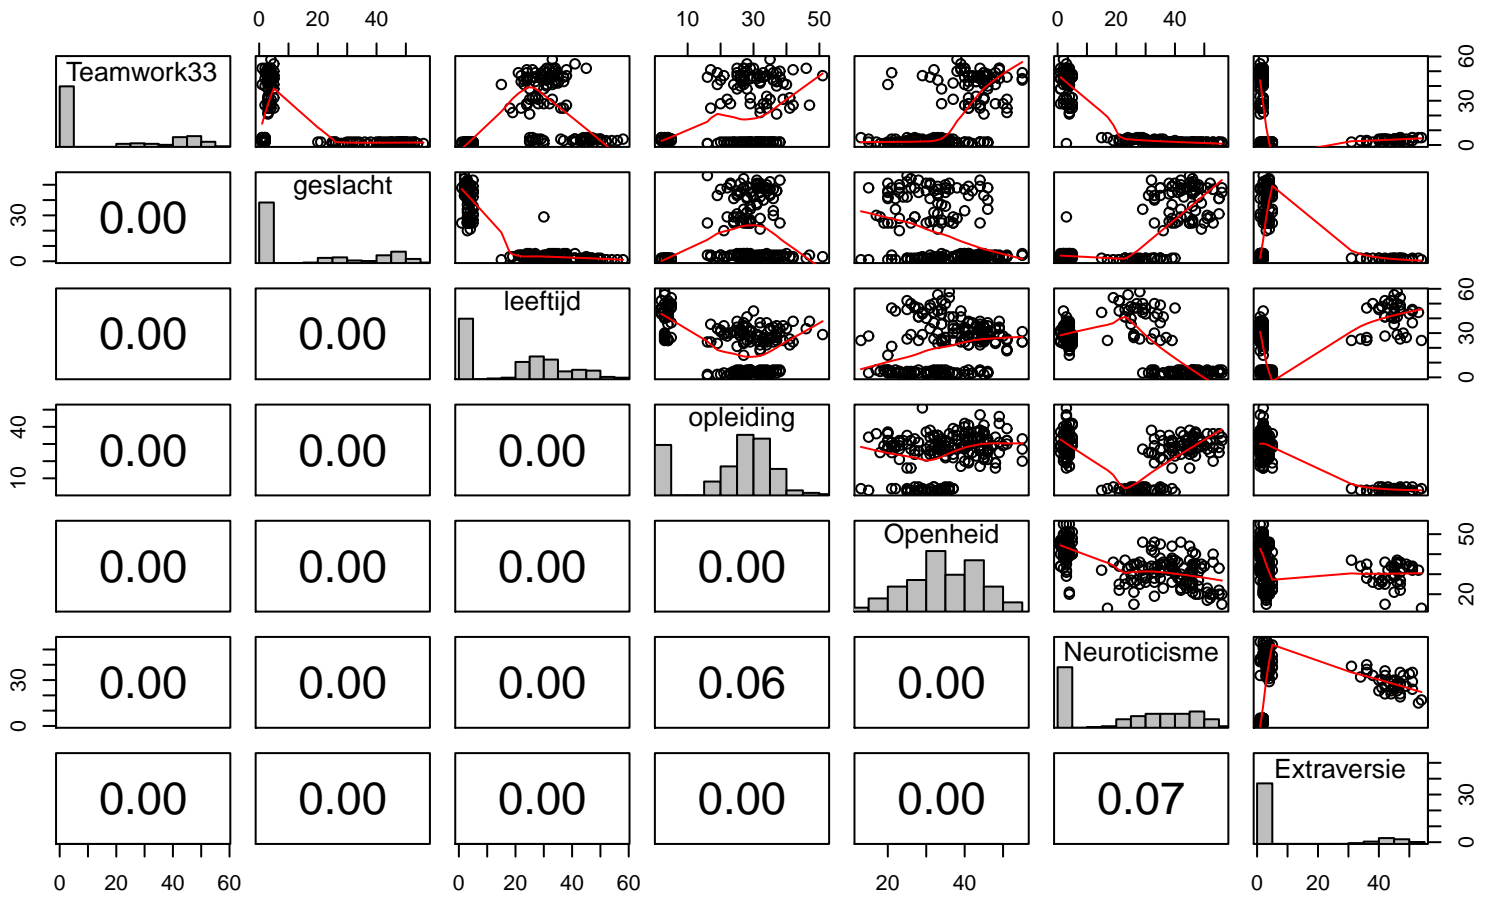 0 20 40
10 30 50
0 20 40
Teamwork33
0 30 60
0.00
geslacht
0 30
0.00 0.00
leeftijd
0 30 60
0.00 0.00 0.00
opleiding
10 40
0.00 0.00 0.00 0.00
Openheid
20 50
0.00 0.00 0.00 0.06 0.00
Neuroticisme
0 30
0.00 0.00 0.00 0.00 0.00 0.07
Extraversie
0 30
0 20 40 60
0 20 40 60
20 40
0 20 40